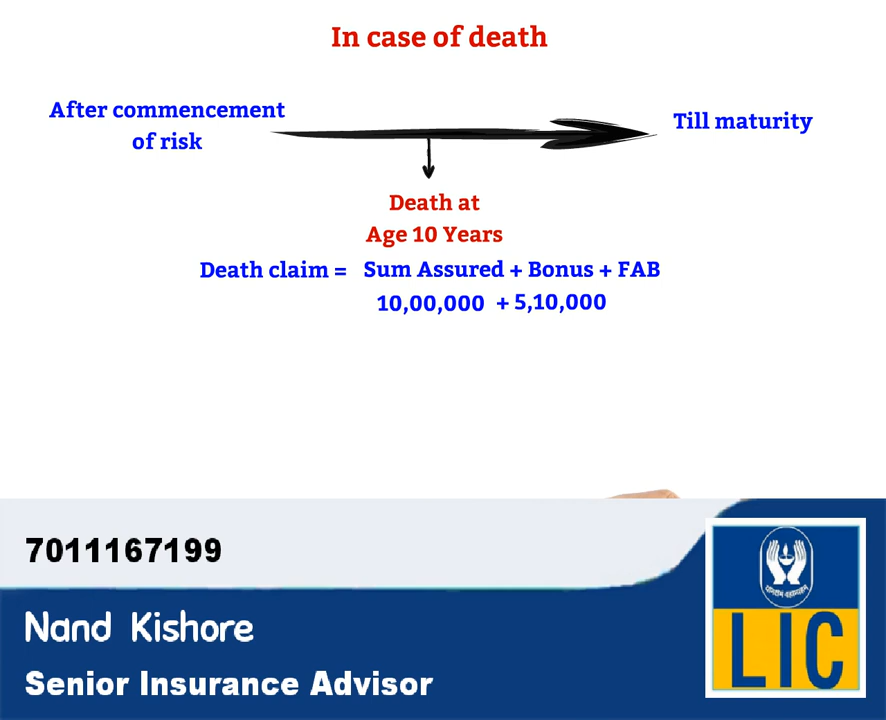 In case of death
After commencement
of risk
Till maturity
Death at
Age 10 Years
Death claim = Sum Assured + Bonus + FAB
10,00,000 + 5,10,000
7011167199
Nand Kishore
Senior Insurance Advisor
LIC